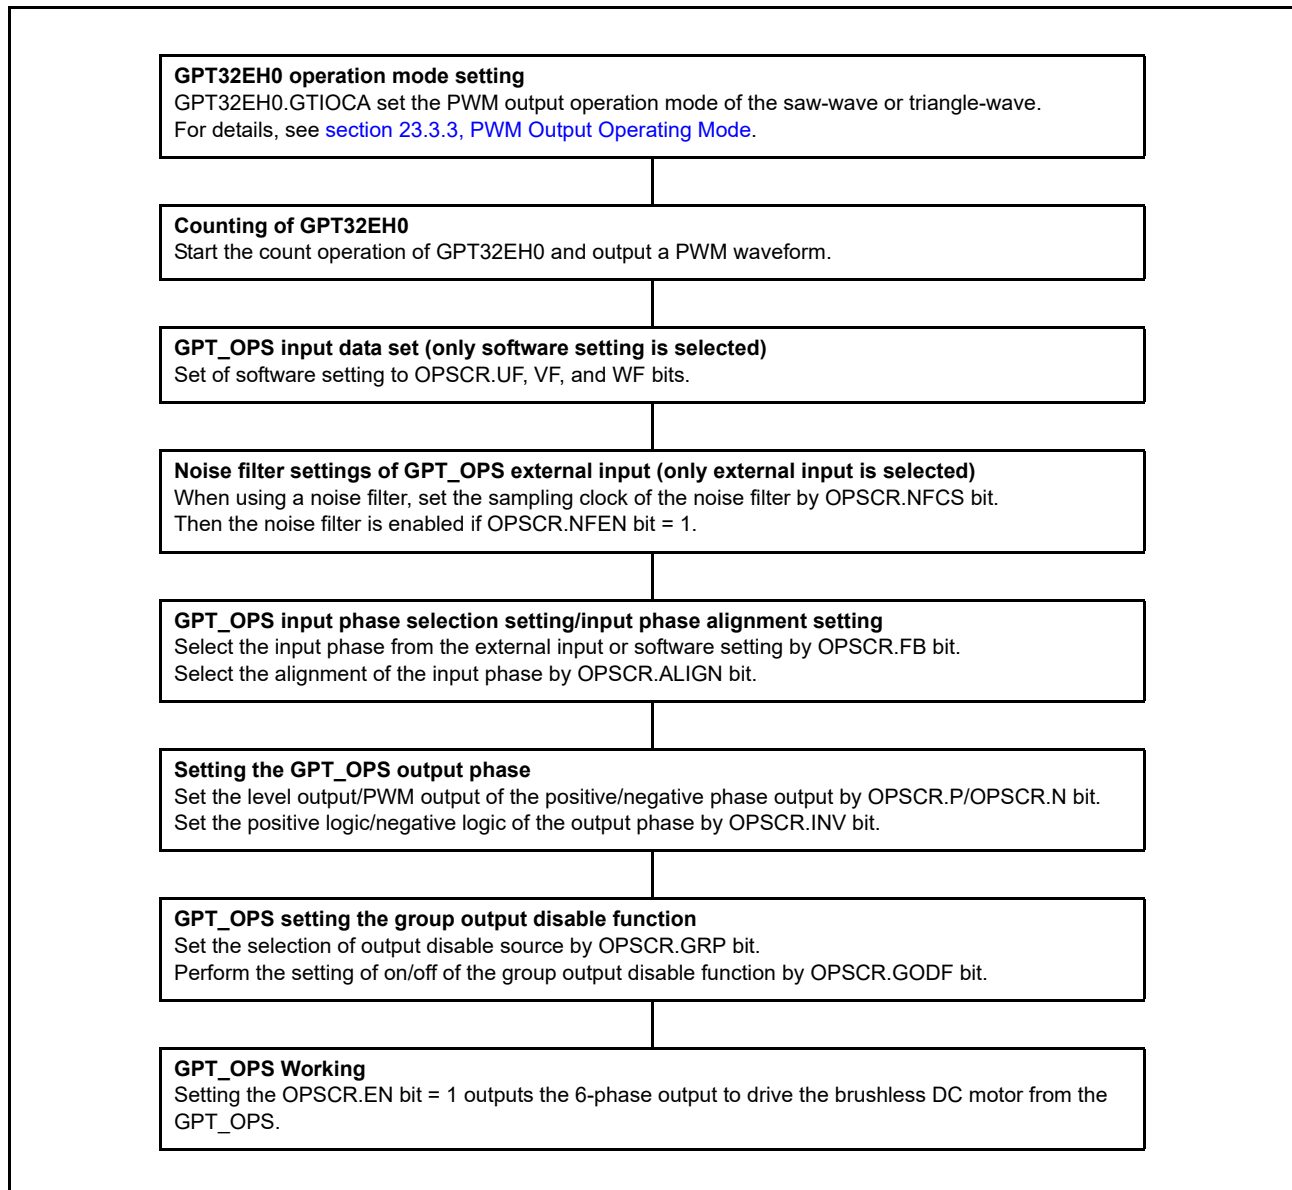 GPT32EH0 operation mode setting
GPT32EH0.GTIOCA set the PWM output operation mode of the saw-wave or triangle-wave.
For details, see section 23.3.3, PWM Output Operating Mode.
Counting of GPT32EH0
Start the count operation of GPT32EH0 and output a PWM waveform.
GPT_OPS input data set (only software setting is selected)
Set of software setting to OPSCR.UF, VF, and WF bits.
Noise filter settings of GPT_OPS external input (only external input is selected)
When using a noise filter, set the sampling clock of the noise filter by OPSCR.NFCS bit.
Then the noise filter is enabled if OPSCR.NFEN bit = 1.
GPT_OPS input phase selection setting/input phase alignment setting
Select the input phase from the external input or software setting by OPSCR.FB bit.
Select the alignment of the input phase by OPSCR.ALIGN bit.
Setting the GPT_OPS output phase
Set the level output/PWM output of the positive/negative phase output by OPSCR.P/OPSCR.N bit.
Set the positive logic/negative logic of the output phase by OPSCR.INV bit.
GPT_OPS setting the group output disable function
Set the selection of output disable source by OPSCR.GRP bit.
Perform the setting of on/off of the group output disable function by OPSCR.GODF bit.
GPT_OPS Working
Setting the OPSCR.EN bit = 1 outputs the 6-phase output to drive the brushless DC motor from the
GPT_OPS.